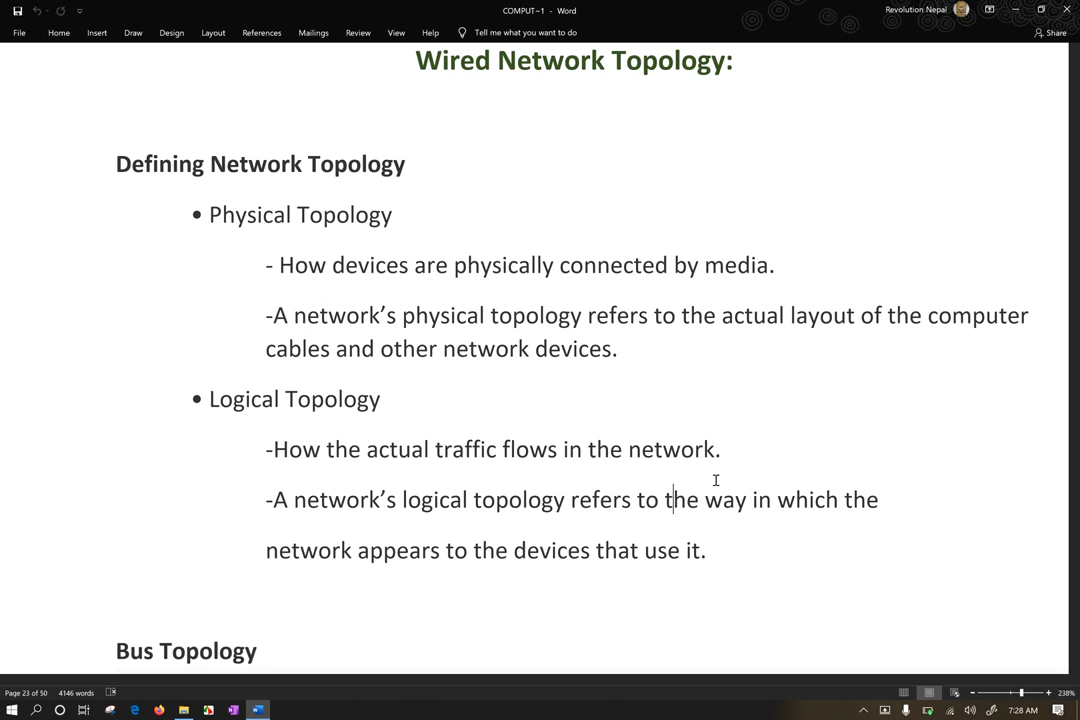 COMPUT~1 - Word
Revolution Nepal
File Home Insert Draw Design Layout References Mailings Review View Help Tell me what you want to do Share
Wired Network Topology:
Defining Network Topology
• Physical Topology
- How devices are physically connected by media.
-A network’s physical topology refers to the actual layout of the computer
cables and other network devices.
• Logical Topology
-How the actual traffic flows in the network.
-A network’s logical topology refers to the way in which the
network appears to the devices that use it.
Bus Topology
Page 23 of 50 4146 words 238%
7:28 AM